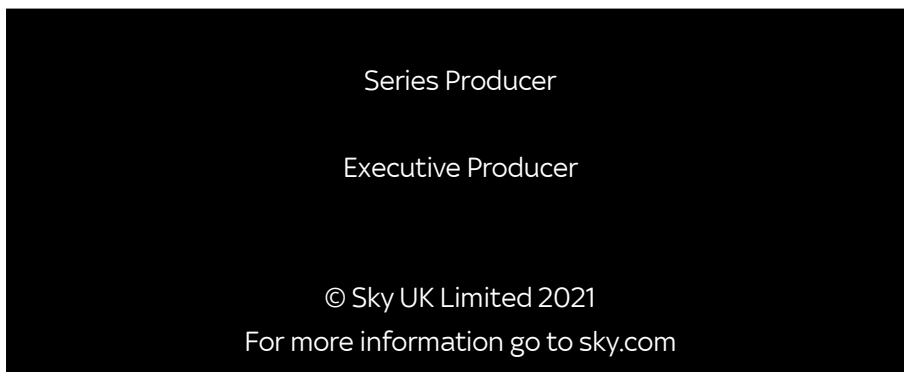 Series Producer
Executive Producer
© Sky UK Limited 2021
For more information go to sky.com